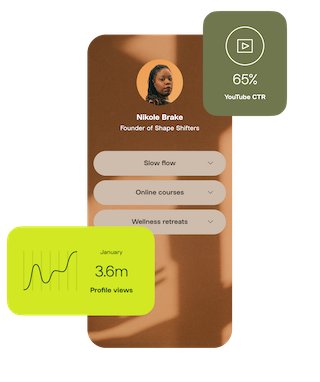 65%
YouTube CTR
Nikole Brake
Founder of Shape Shifters
Slow flow
Online courses
Wellness retreats
January
3.6m
Profile views